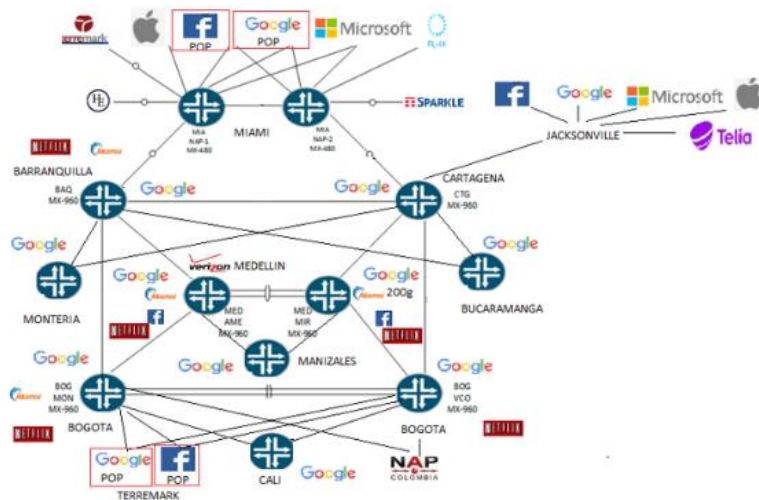 terremark
POP
Google
POP
Microsoft
FL-IX
HE
SPARKLE
MIA
NAP-1
MX-480
MIAMI
MIA
NAP-2
MX-480
Google
Microsoft
JACKSONVILLE
Telia
NETFLIX
Akamai
BARRANQUILLA
BAQ
MX-960
Google
Google
CARTAGENA
CTG
MX-960
Google
MONTERIA
verizon
MEDELLIN
Google
Akamai
MED
AME
MX-960
NETFLIX
Google
Akamai
200g
MED
MIR
MX-960
NETFLIX
Google
BUCARAMANGA
Google
MANIZALES
Google
Akamai
BOG
MON
MX-960
NETFLIX
BOGOTA
Google
BOG
VCO
MX-960
NETFLIX
BOGOTA
Google
POP
POP
TERREMARK
CALI
Google
NAP
COLOMBIA